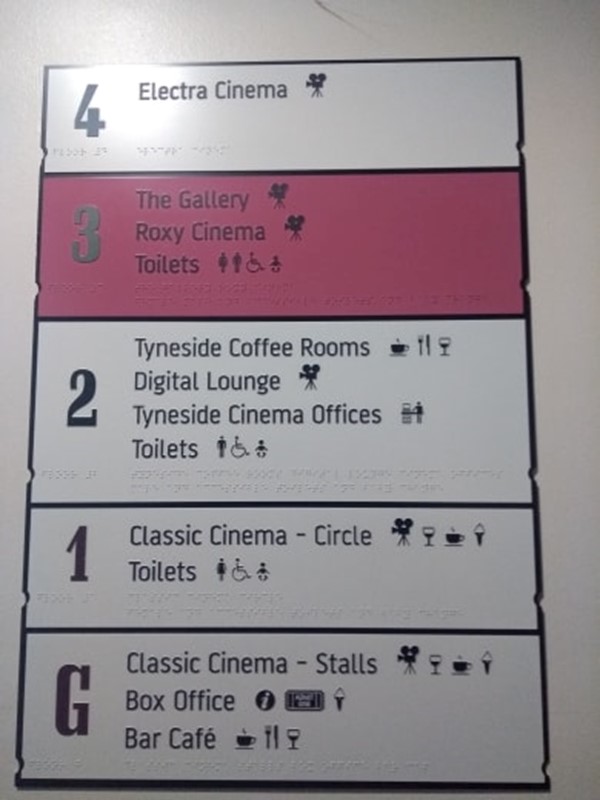 4
Electra Cinema
3
The Gallery
Roxy Cinema
Toilets
2
Tyneside Coffee Rooms
Digital Lounge
Tyneside Cinema Offices
Toilets
1
Classic Cinema - Circle
Toilets
G
Classic Cinema - Stalls
Box Office
Bar Café